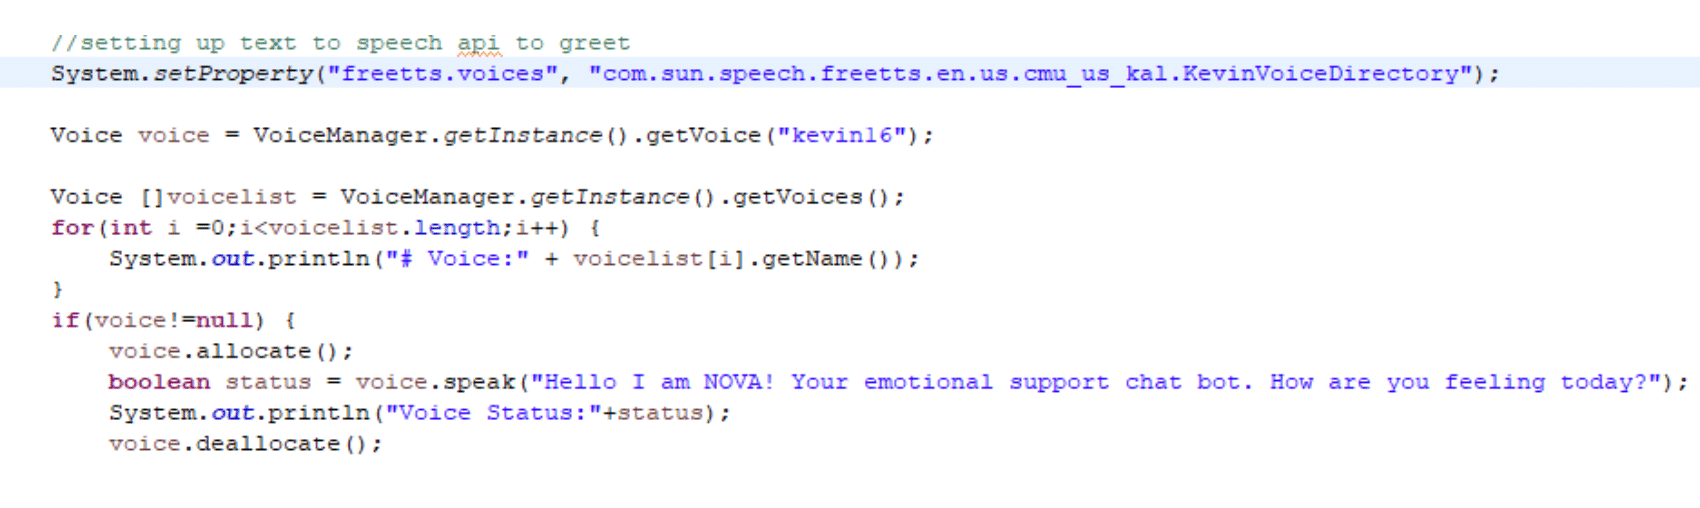 //setting up text to speech api to greet
System.setProperty("freetts.voices", "com.sun.speech.freetts.en.us.cmu_us_kal.KevinVoiceDirectory");
Voice voice = VoiceManager.getInstance().getVoice("kevin16");
Voice []voicelist = VoiceManager.getInstance().getVoices();
for(int i =0;i<voicelist.length;i++) {
System.out.println("# Voice:" + voicelist[i].getName());
}
if(voice!=null) {
voice.allocate();
boolean status = voice.speak("Hello I am NOVA! Your emotional support chat bot. How are you feeling today?");
System.out.println("Voice Status:"+status);
voice.deallocate();